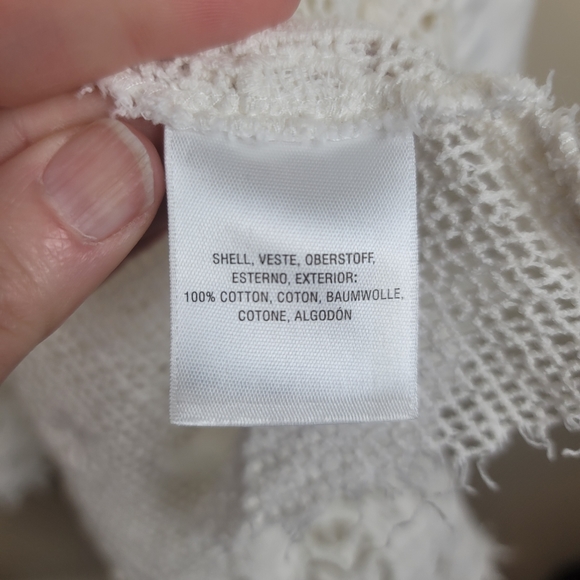 SHELL, VESTE, OBERSTOFF,
ESTERNO, EXTERIOR:
100% COTTON, COTON, BAUMWOLLE,
COTONE, ALGODÓN